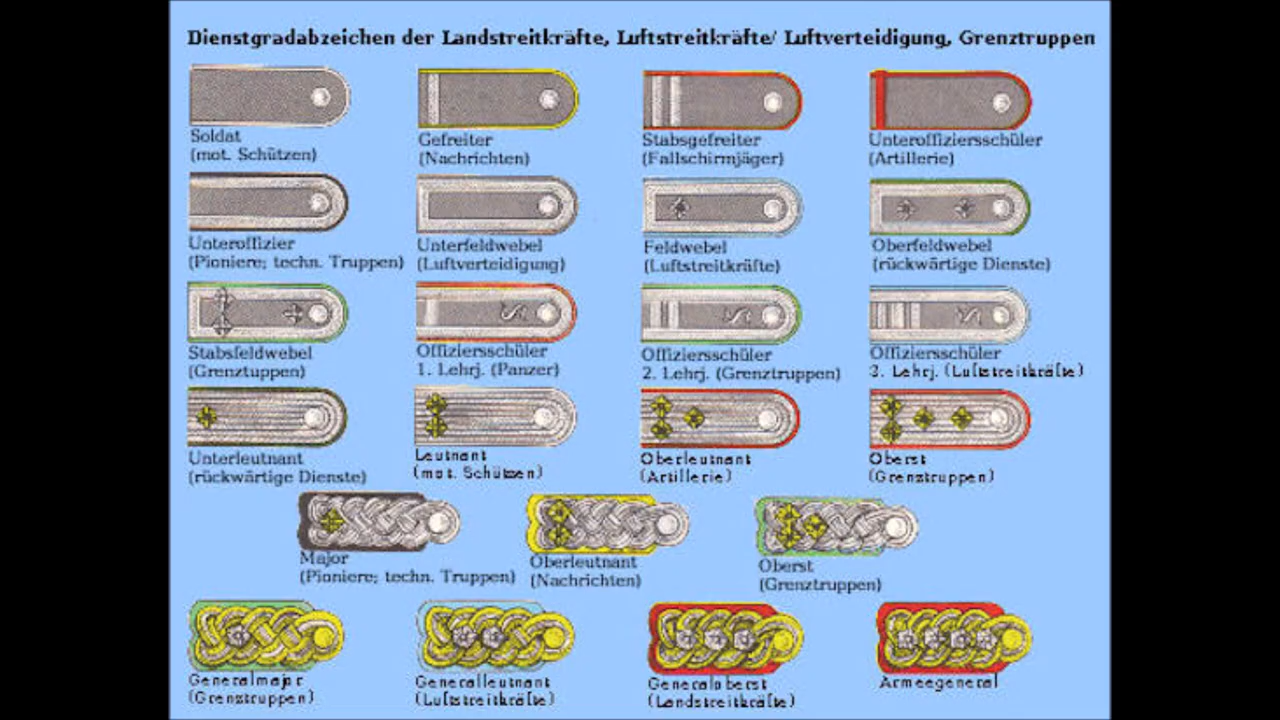 Dienstgradabzeichen der Landstreitkräfte, Luftstreitkräfte/ Luftverteidigung, Grenztruppen
Soldat
(mot. Schützen)
Gefreiter
(Nachrichten)
Stabsgefreiter
(Fallschirmjäger)
Unteroffiziersschüler
(Artillerie)
Unteroffizier
(Pioniere; techn. Truppen)
Unterfeldwebel
(Luftverteidigung)
Feldwebel
(Luftstreitkräfte)
Oberfeldwebel
(rückwärtige Dienste)
Stabsfeldwebel
(Grenztuppen)
Offiziersschüler
1. Lehrj. (Panzer)
Offiziersschüler
2. Lehrj. (Grenztruppen)
Offiziersschüler
3. Lehrj. (Luftstreitkräfte)
Unterleutnant
(rückwärtige Dienste)
Leutnant
(mot. Schützen)
Oberleutnant
(Artillerie)
Oberst
(Grenztruppen)
Major
(Pioniere; techn. Truppen)
Oberleutnant
(Nachrichten)
Oberst
(Grenztruppen)
Generalmajor
(Grenztruppen)
Generalleutnant
(Luftstreitkräfte)
Generaloberst
(Landstreitkräfte)
Armeegeneral